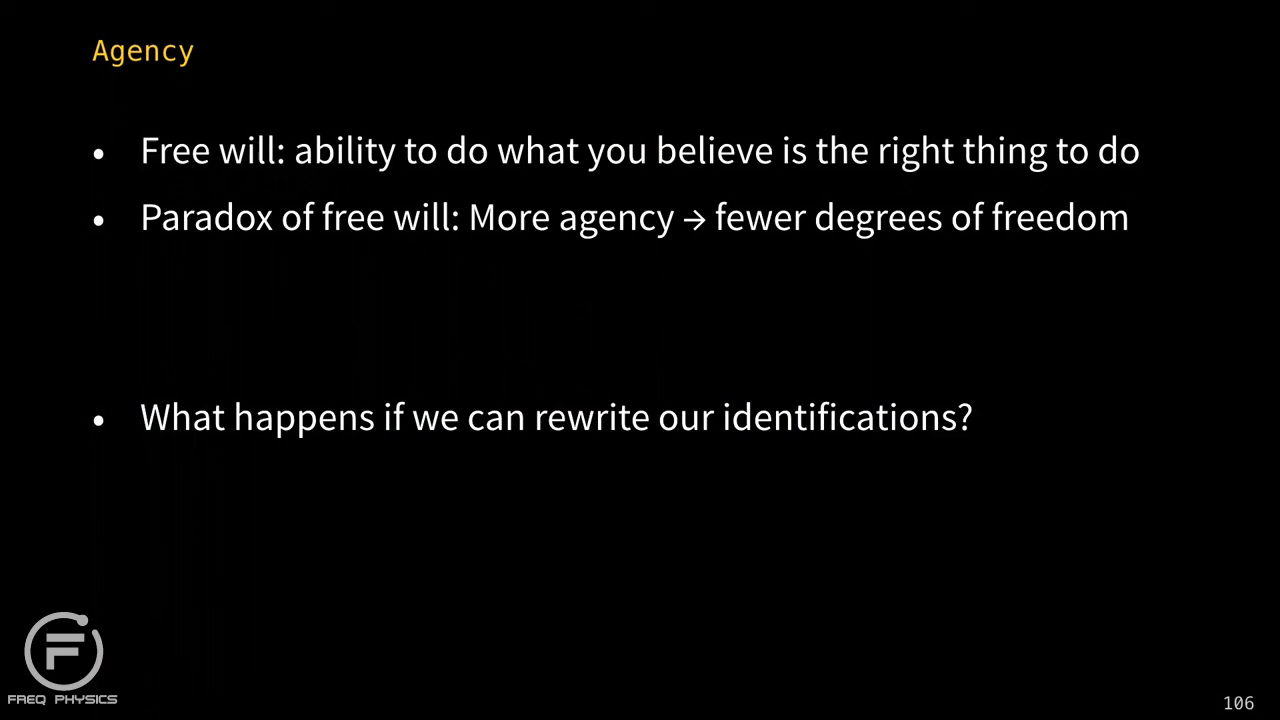 Agency
• Free will: ability to do what you believe is the right thing to do
• Paradox of free will: More agency → fewer degrees of freedom
• What happens if we can rewrite our identifications?
F
FREQ PHYSICS
106